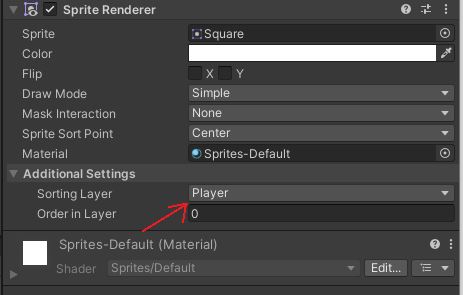 Sprite Renderer
Sprite Square
Color
Flip X Y
Draw Mode Simple
Mask Interaction None
Sprite Sort Point Center
Material Sprites-Default
Additional Settings
Sorting Layer Player
Order in Layer 0
Sprites-Default (Material)
Shader Sprites/Default Edit...